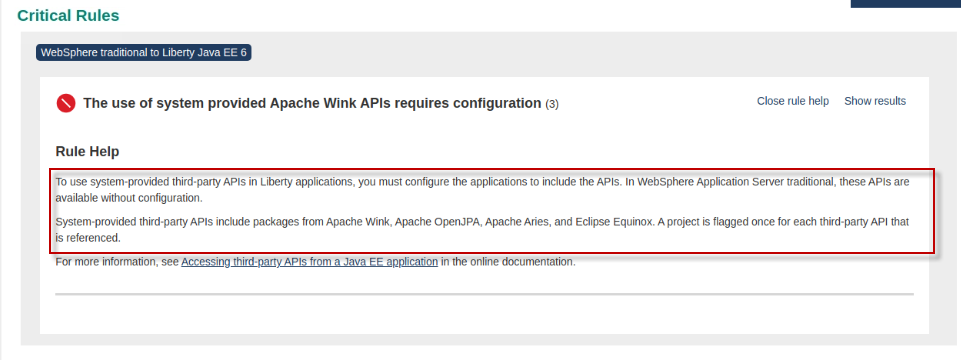 Critical Rules
WebSphere traditional to Liberty Java EE 6
The use of system provided Apache Wink APIs requires configuration (3)
Close rule help
Show results
Rule Help
To use system-provided third-party APIs in Liberty applications, you must configure the applications to include the APIs. In WebSphere Application Server traditional, these APIs are
available without configuration.
System-provided third-party APIs include packages from Apache Wink, Apache OpenJPA, Apache Aries, and Eclipse Equinox. A project is flagged once for each third-party API that
is referenced.
For more information, see Accessing third-party APIs from a Java EE application in the online documentation.